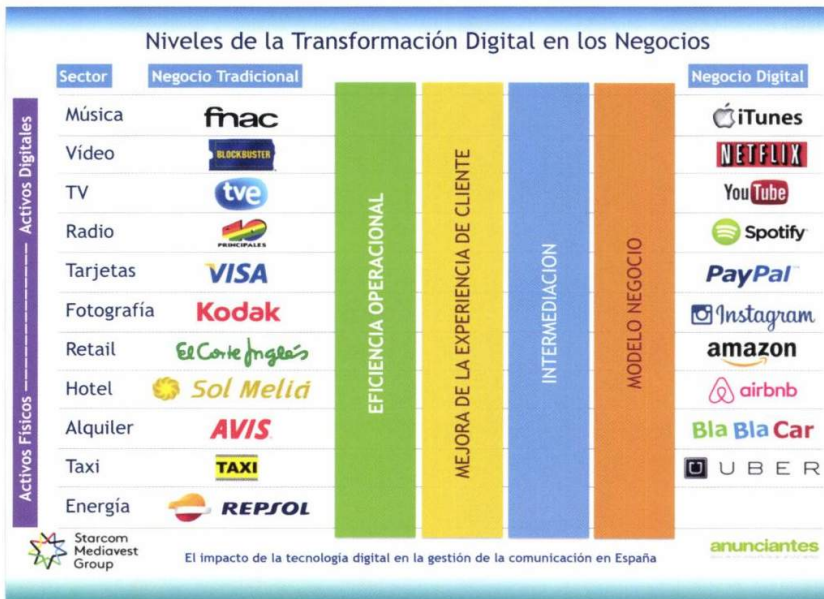 Niveles de la Transformación Digital en los Negocios
Sector Negocio Tradicional Negocio Digital
Activos Físicos ---------------- Activos Digitales
EFICIENCIA OPERACIONAL
MEJORA DE LA EXPERIENCIA DE CLIENTE
INTERMEDIACION
MODELO NEGOCIO
Música fnac iTunes
Vídeo BLOCKBUSTER NETFLIX
TV tve YouTube
Radio 40 PRINCIPALES Spotify
Tarjetas VISA PayPal
Fotografía Kodak Instagram
Retail El Corte Inglés amazon
Hotel Sol Meliá airbnb
Alquiler AVIS Bla Bla Car
Taxi TAXI U UBER
Energía REPSOL
Starcom
Mediavest
Group
El impacto de la tecnología digital en la gestión de la comunicación en España
anunciantes